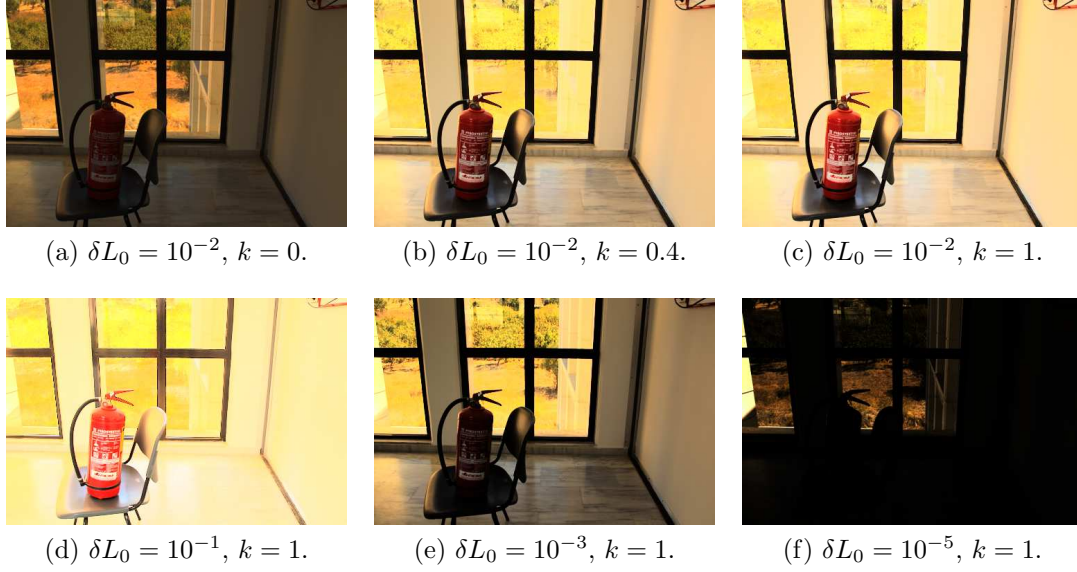 (a) δL₀ = 10⁻², k = 0.
(b) δL₀ = 10⁻², k = 0.4.
(c) δL₀ = 10⁻², k = 1.
(d) δL₀ = 10⁻¹, k = 1.
(e) δL₀ = 10⁻³, k = 1.
(f) δL₀ = 10⁻⁵, k = 1.